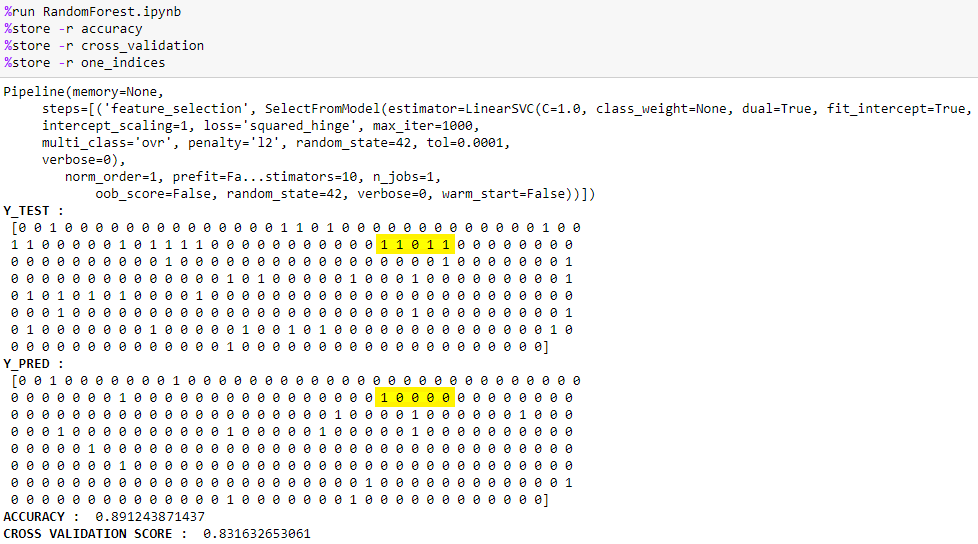 %run RandomForest.ipynb
%store -r accuracy
%store -r cross_validation
%store -r one_indices
Pipeline(memory=None,
steps=[('feature_selection', SelectFromModel(estimator=LinearSVC(C=1.0, class_weight=None, dual=True, fit_intercept=True,
intercept_scaling=1, loss='squared_hinge', max_iter=1000,
multi_class='ovr', penalty='l2', random_state=42, tol=0.0001,
verbose=0),
norm_order=1, prefit=Fa...stimators=10, n_jobs=1,
oob_score=False, random_state=42, verbose=0, warm_start=False))])
Y_TEST :
[0 0 1 0 0 0 0 0 0 0 0 0 0 0 0 0 0 1 1 0 1 0 0 0 0 0 0 0 0 0 0 0 0 0 1 0 0
1 1 0 0 0 0 0 1 0 1 1 1 1 0 0 0 0 0 0 0 0 0 0 0 1 1 0 1 1 0 0 0 0 0 0 0 0
0 0 0 0 0 0 0 0 0 0 1 0 0 0 0 0 0 0 0 0 0 0 0 0 0 0 0 0 1 0 0 0 0 0 0 0 1
0 0 0 0 0 0 0 0 0 0 0 0 0 0 1 0 1 0 0 0 0 0 1 0 0 0 1 0 0 0 0 0 0 0 0 0 1
0 1 0 1 0 1 0 1 0 0 0 0 1 0 0 0 0 0 0 0 0 0 0 0 0 0 0 0 0 0 0 0 0 0 0 0 0
0 0 0 1 0 0 0 0 0 0 0 0 0 0 0 0 0 0 0 0 0 0 0 0 0 0 1 0 0 0 0 0 0 0 0 0 1
0 1 0 0 0 0 0 0 0 1 0 0 0 0 0 1 0 0 1 0 1 0 0 0 0 0 0 0 0 0 0 0 0 0 0 1 0
0 0 0 0 0 0 0 0 0 0 0 0 0 0 1 0 0 0 0 0 0 0 0 0 0 0 0 0 0 0 0 0 0 0 0]
Y_PRED :
[0 0 1 0 0 0 0 0 0 0 1 0 0 0 0 0 0 0 0 0 0 0 0 0 0 0 0 0 0 0 0 0 0 0 0 0 0
0 0 0 0 0 0 0 1 0 0 0 0 0 0 0 0 0 0 0 0 0 0 0 0 1 0 0 0 0 0 0 0 0 0 0 0 0
0 0 0 0 0 0 0 0 0 0 0 0 0 0 0 0 0 0 0 0 0 1 0 0 0 0 1 0 0 0 0 0 0 1 0 0 0
0 0 0 1 0 0 0 0 0 0 0 0 0 0 1 0 0 0 0 0 1 0 0 0 0 0 1 0 0 0 0 0 0 0 0 0 0
0 0 0 0 0 1 0 0 0 0 0 0 0 0 0 0 0 0 0 0 0 0 0 0 0 0 0 0 0 0 0 0 0 0 0 0 0
0 0 0 0 0 0 0 1 0 0 0 0 0 0 0 0 0 0 0 0 0 0 0 0 0 0 0 0 0 0 0 0 0 0 0 0 0
0 0 0 0 0 0 0 0 0 0 0 0 0 0 0 0 0 0 0 0 0 0 0 1 0 0 0 0 0 0 0 0 0 0 0 0 1
0 0 0 0 0 0 0 0 0 0 0 0 0 0 1 0 0 0 0 0 0 0 1 0 0 0 0 0 0 0 0 0 0 0 0]
ACCURACY : 0.891243871437
CROSS VALIDATION SCORE : 0.831632653061